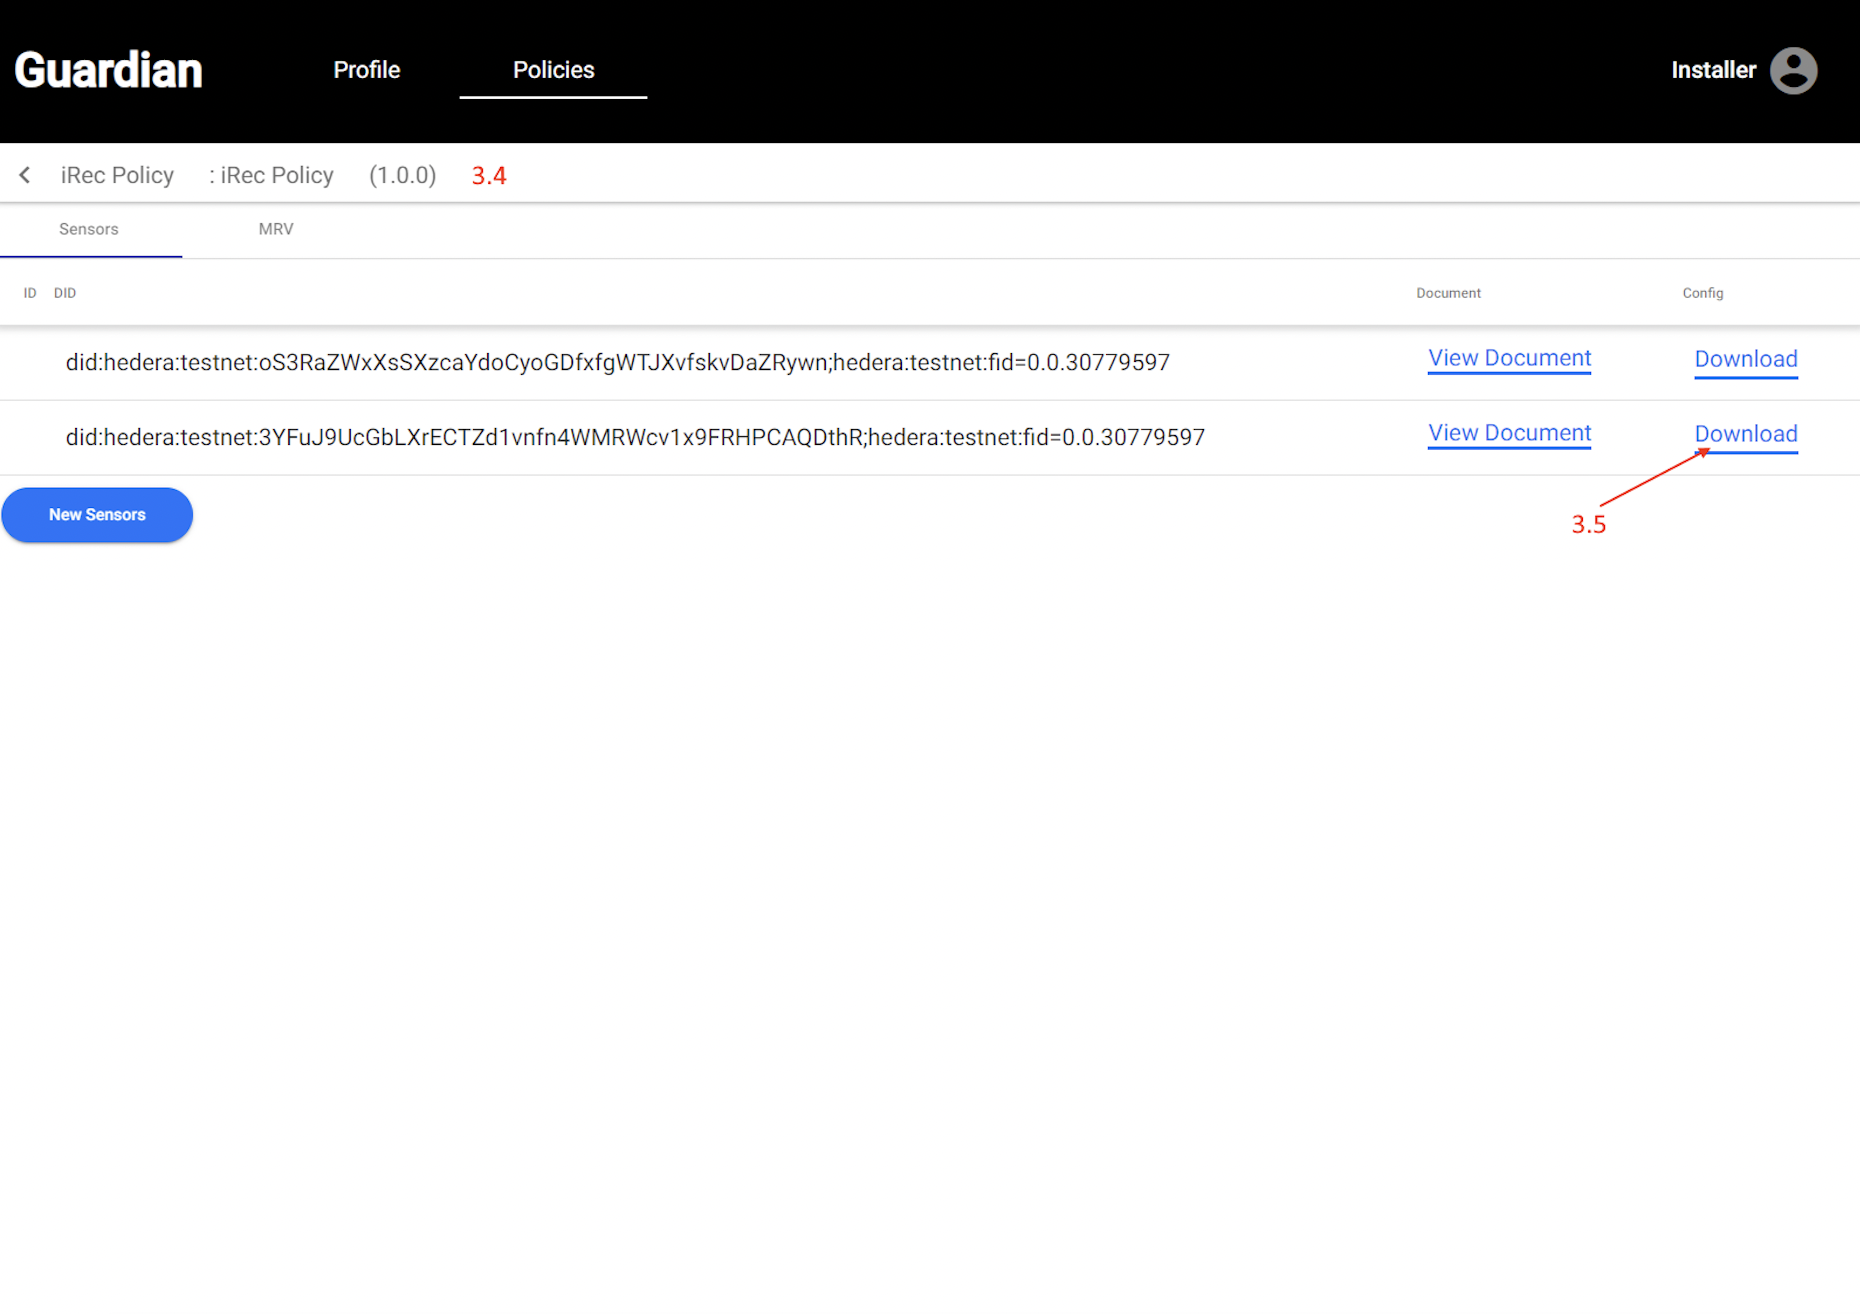 Guardian Profile Policies Installer
iRec Policy : iRec Policy (1.0.0) 3.4
Sensors MRV
ID DID Document Config
did:hedera:testnet:oS3RaZWxXsSXzcaYdoCyoGDfxfgWTJXvfskvDaZRywn;hedera:testnet:fid=0.0.30779597 View Document Download
did:hedera:testnet:3YFuJ9UcGbLXrECTZd1vnfn4WMRWcv1x9FRHPCAQDthR;hedera:testnet:fid=0.0.30779597 View Document Download
New Sensors
3.5